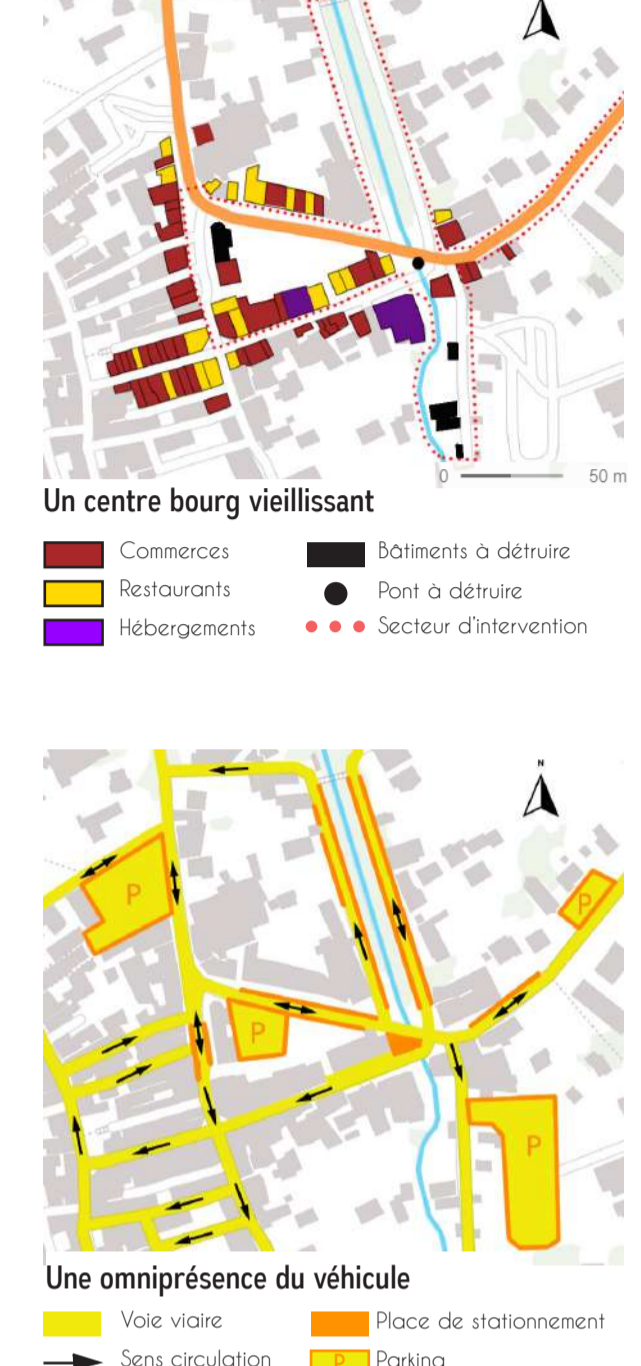 0 50 m
Un centre bourg vieillissant
Commerces
Bâtiments à détruire
Restaurants
Pont à détruire
Hébergements
Secteur d'intervention
N
P
P
P
P
Une omniprésence du véhicule
Voie viaire
Place de stationnement
Sens circulation
P Parking